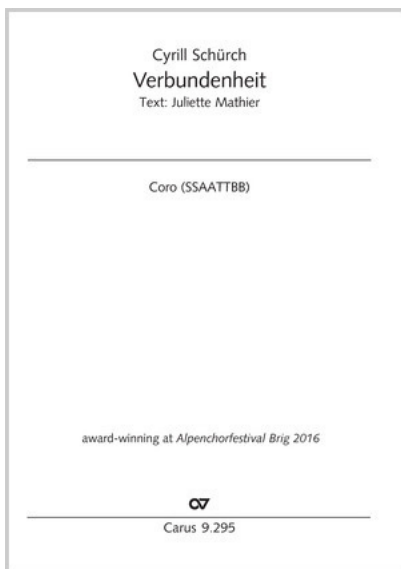 Cyrill Schürch
Verbundenheit
Text: Juliette Mathier
Coro (SSAATTBB)
award-winning at Alpenchorfestival Brig 2016
Carus 9.295